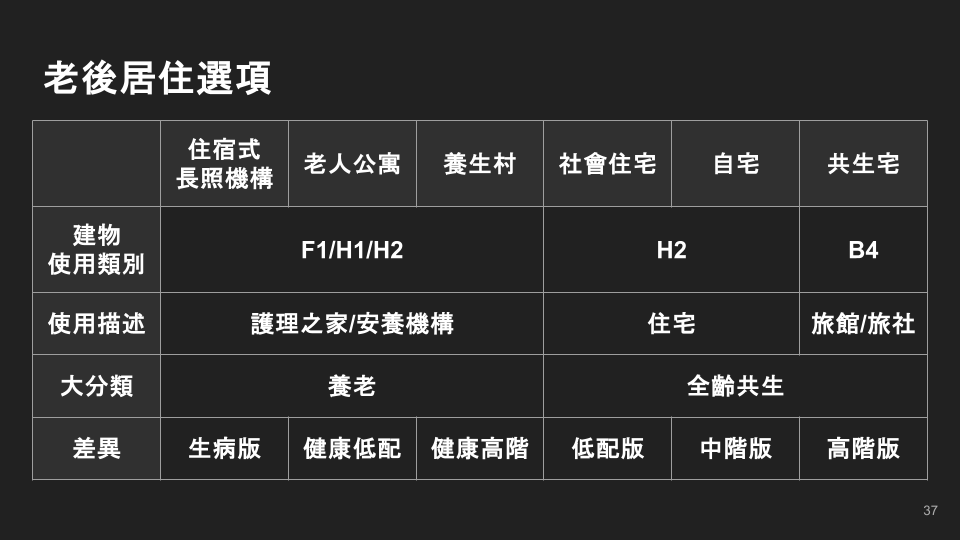 老後居住選項
住宿式
長照機構
老人公寓
養生村
社會住宅
自宅
共生宅
建物
使用類別
F1/H1/H2
H2
B4
使用描述
護理之家/安養機構
住宅
旅館/旅社
大分類
養老
全齡共生
差異
生病版
健康低配
健康高階
低配版
中階版
高階版
37